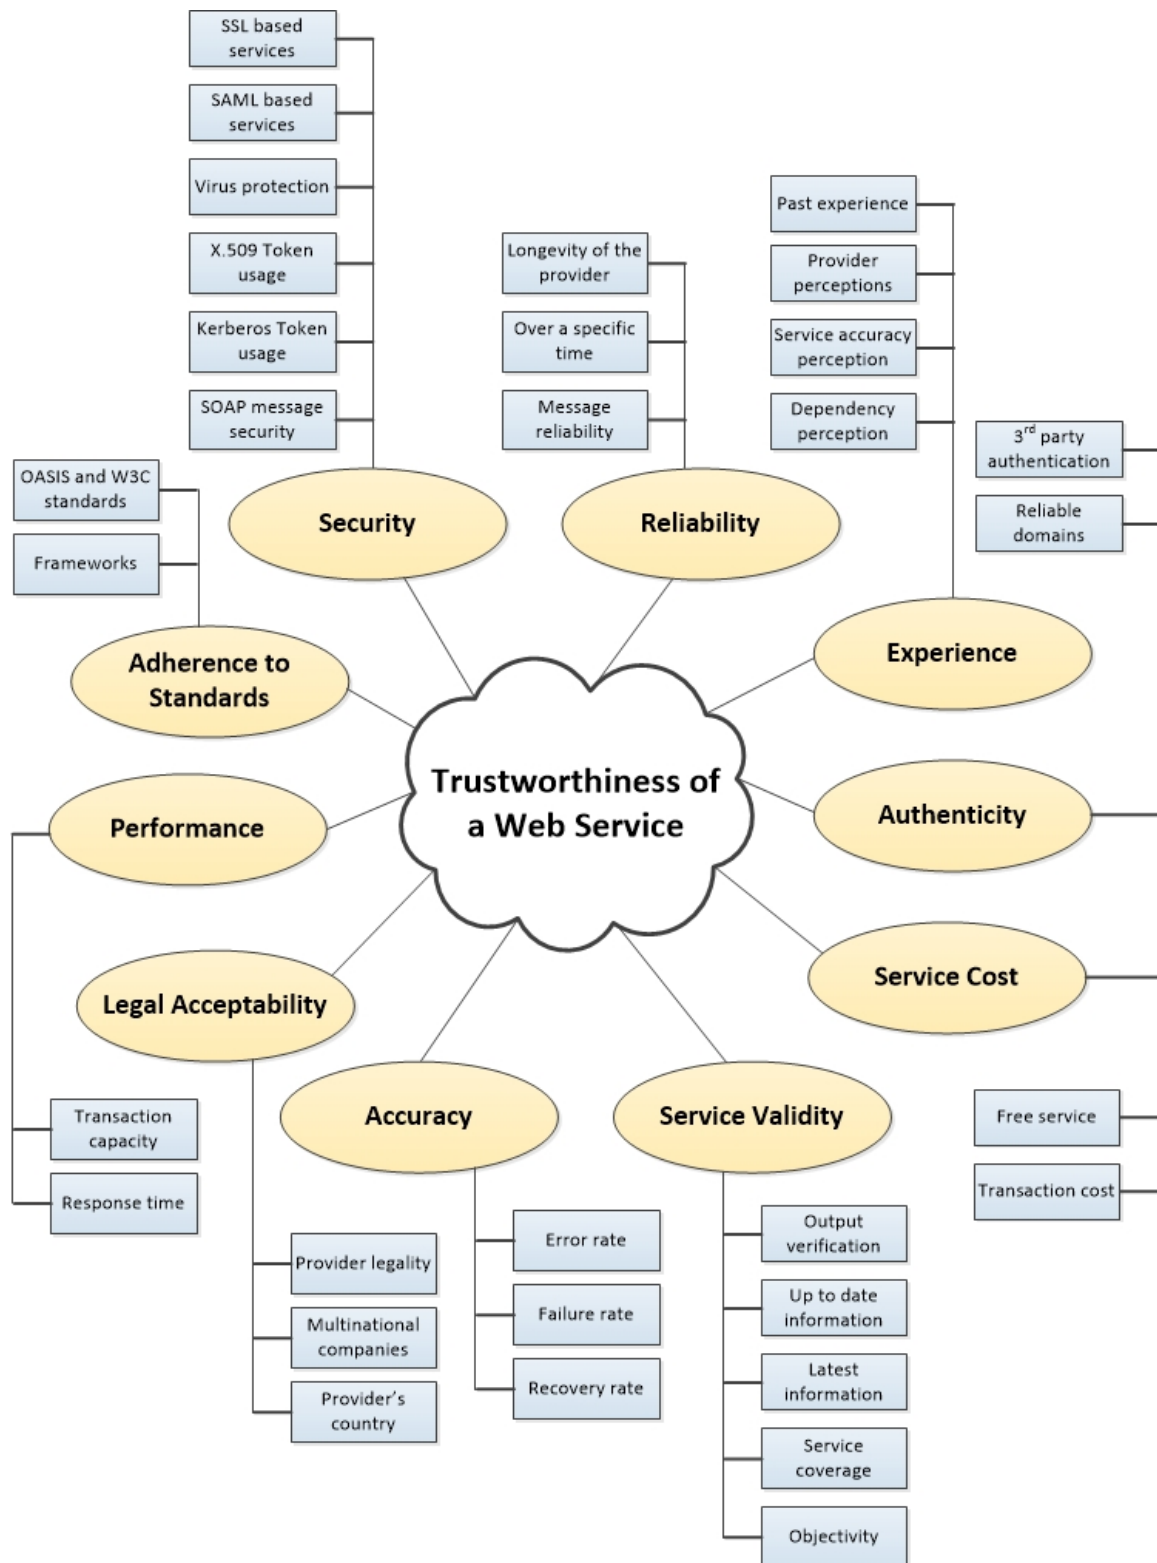 SSL based
services
SAML based
services
Virus protection
X.509 Token
usage
Kerberos Token
usage
SOAP message
security
Longevity of the
provider
Over a specific
time
Message
reliability
Past experience
Provider
perceptions
Service accuracy
perception
Dependency
perception
3rd party
authentication
Reliable
domains
OASIS and W3C
standards
Frameworks
Security
Reliability
Adherence to
Standards
Experience
Trustworthiness of
a Web Service
Performance
Authenticity
Legal Acceptability
Service Cost
Accuracy
Service Validity
Transaction
capacity
Response time
Provider legality
Multinational
companies
Provider's
country
Error rate
Failure rate
Recovery rate
Output
verification
Up to date
information
Latest
information
Service
coverage
Objectivity
Free service
Transaction cost